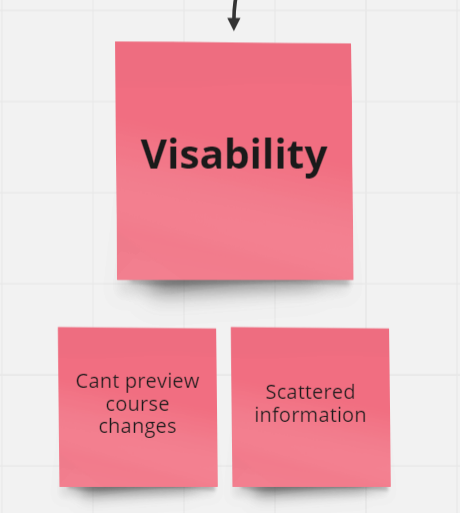 Visability
Cant preview
course
changes
Scattered
information